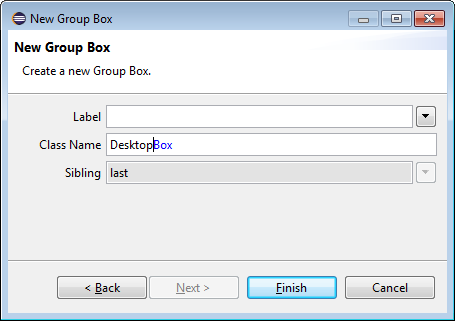 New Group Box
New Group Box
Create a new Group Box.
Label
Class Name DesktopBox
Sibling last
< Back Next > Finish Cancel